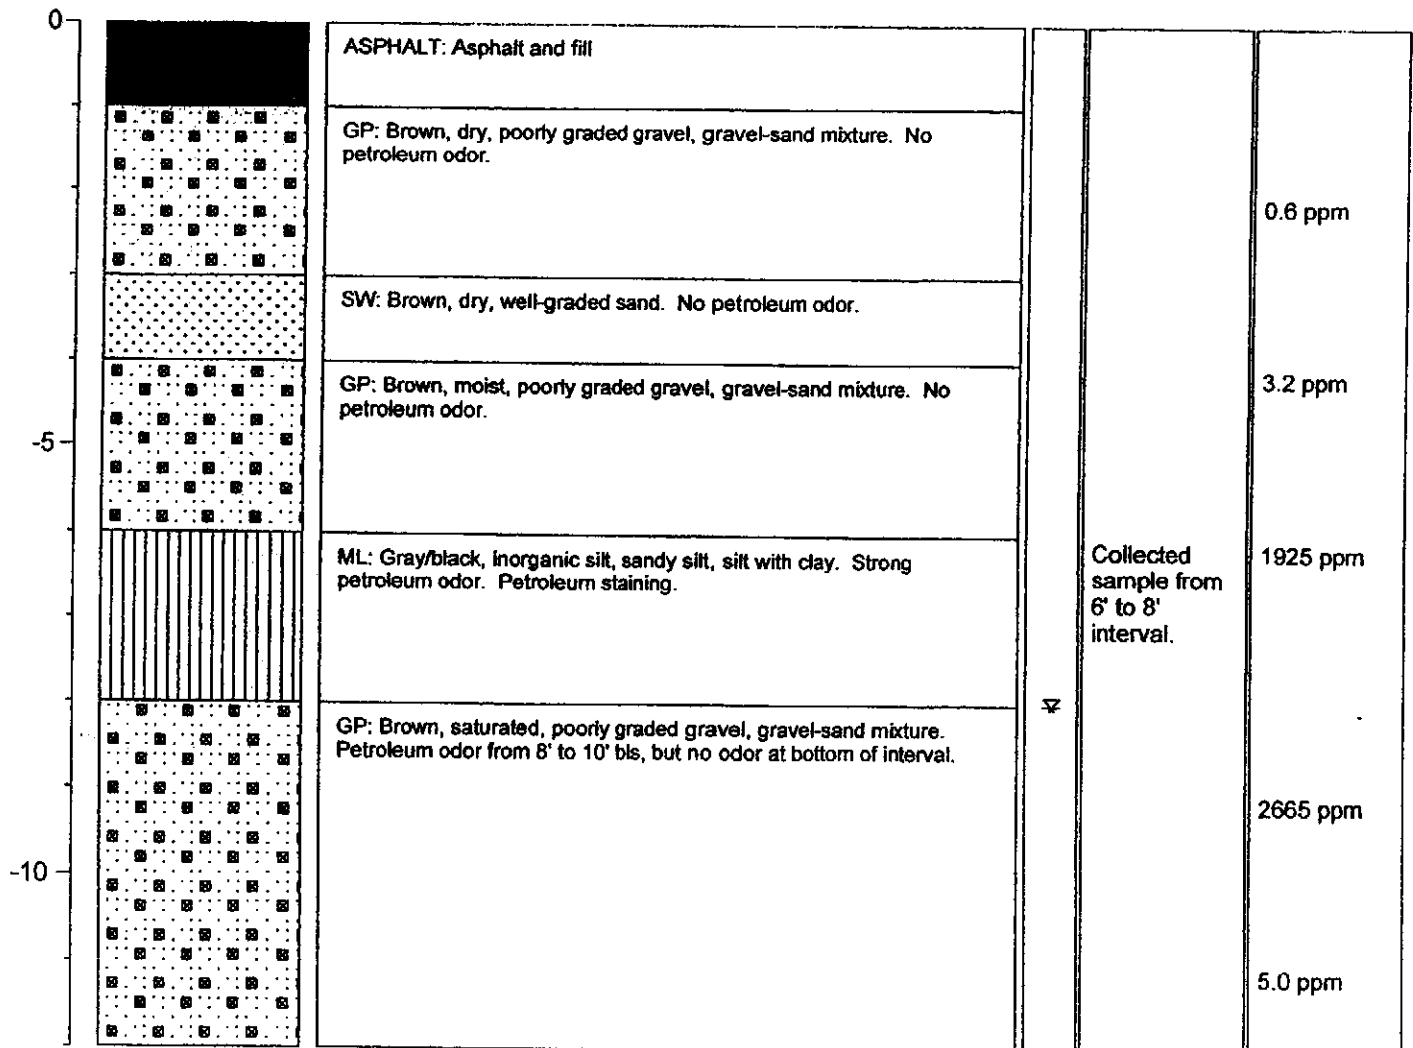 0
ASPHALT: Asphalt and fill
GP: Brown, dry, poorly graded gravel, gravel-sand mixture. No
petroleum odor.
0.6 ppm
SW: Brown, dry, well-graded sand. No petroleum odor.
GP: Brown, moist, poorly graded gravel, gravel-sand mixture. No
petroleum odor.
3.2 ppm
-5
ML: Gray/black, inorganic silt, sandy silt, silt with clay. Strong
petroleum odor. Petroleum staining.
Collected
sample from
6' to 8'
interval.
1925 ppm
GP: Brown, saturated, poorly graded gravel, gravel-sand mixture.
Petroleum odor from 8' to 10' bls, but no odor at bottom of interval.
2665 ppm
-10
5.0 ppm